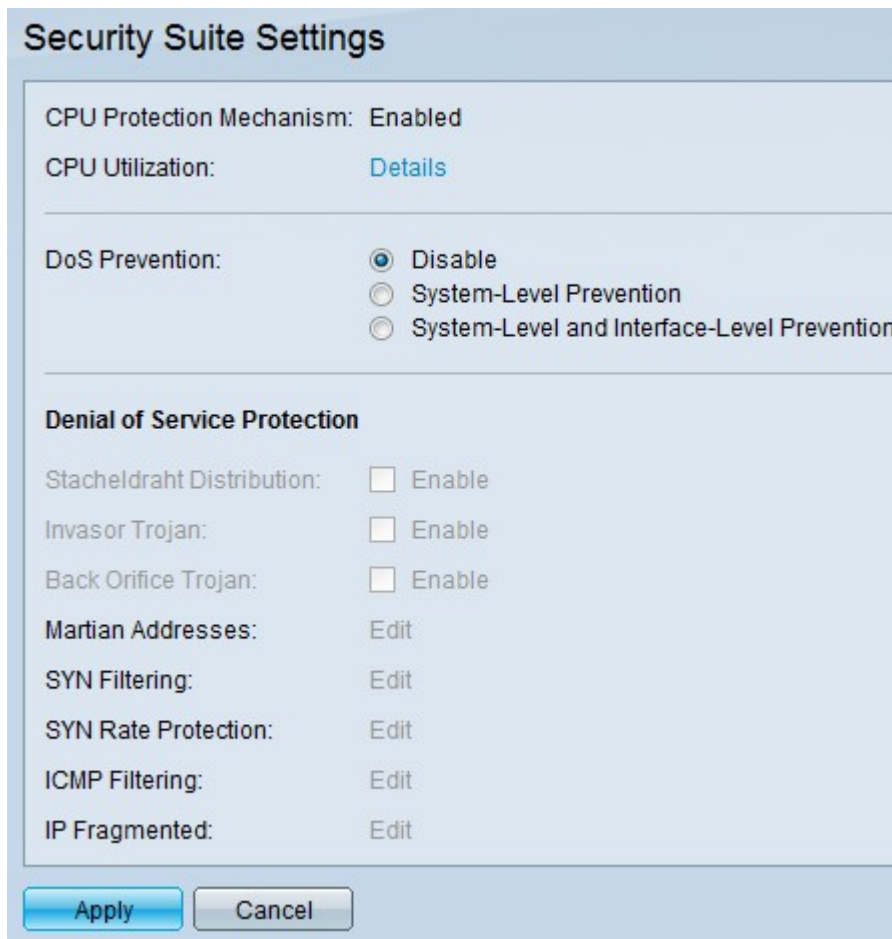 Security Suite Settings
CPU Protection Mechanism: Enabled
CPU Utilization: Details
DoS Prevention: Disable
System-Level Prevention
System-Level and Interface-Level Prevention
Denial of Service Protection
Stacheldraht Distribution: Enable
Invasor Trojan: Enable
Back Orifice Trojan: Enable
Martian Addresses: Edit
SYN Filtering: Edit
SYN Rate Protection: Edit
ICMP Filtering: Edit
IP Fragmented: Edit
Apply Cancel